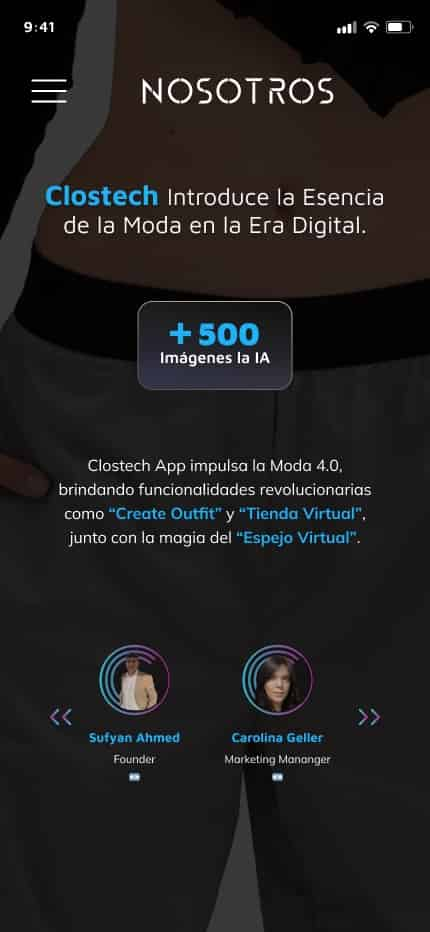 9:41
NOSOTROS
Clostech Introduce la Esencia
de la Moda en la Era Digital.
+500
Imágenes la IA
Clostech App impulsa la Moda 4.0,
brindando funcionalidades revolucionarias
como “Create Outfit” y “Tienda Virtual”,
junto con la magia del “Espejo Virtual”.
Sufyan Ahmed
Founder
Carolina Geller
Marketing Mananger